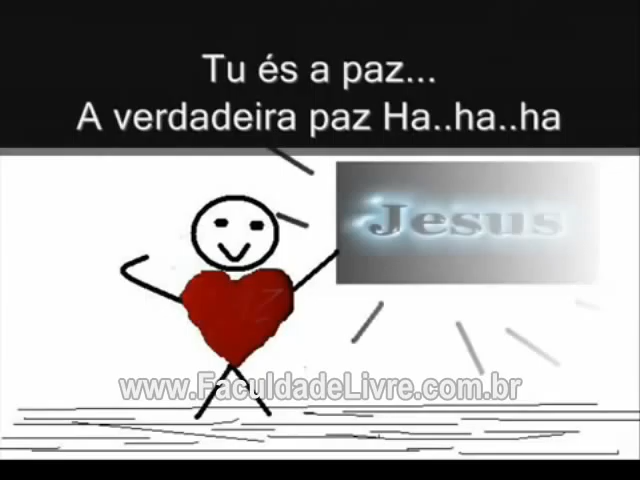 Tu és a paz...
A verdadeira paz Ha..ha..ha
Jesus
www.FaculdadeLivre.com.br